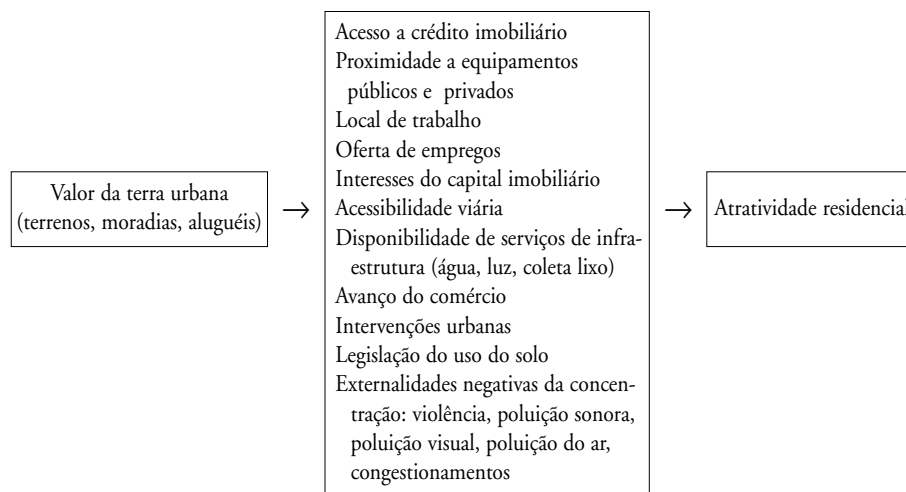 Valor da terra urbana
(terrenos, moradias, aluguéis)
→
Acesso a crédito imobiliário
Proximidade a equipamentos
públicos e privados
Local de trabalho
Oferta de empregos
Interesses do capital imobiliário
Acessibilidade viária
Disponibilidade de serviços de infra-
estrutura (água, luz, coleta lixo)
Avanço do comércio
Intervenções urbanas
Legislação do uso do solo
Externalidades negativas da concen-
tração: violência, poluição sonora,
poluição visual, poluição do ar,
congestionamentos
→
Atratividade residencial